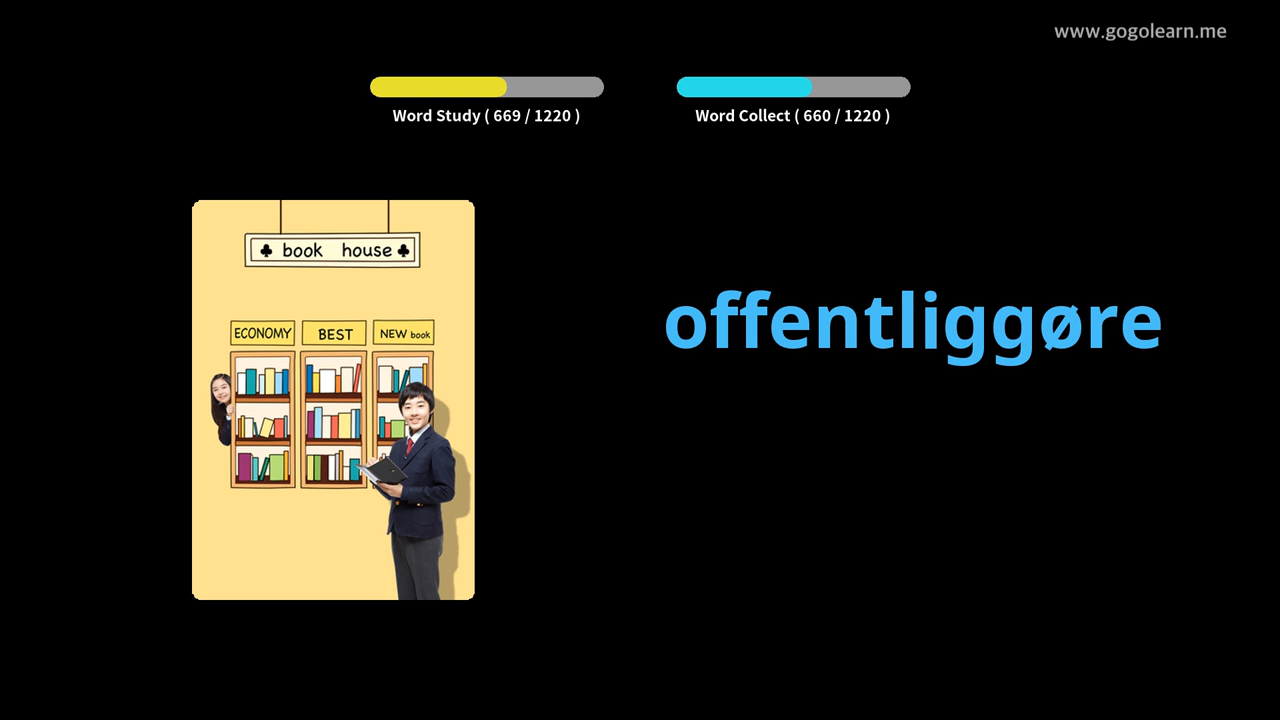 www.gogolearn.me
Word Study ( 669 / 1220 )
Word Collect ( 660 / 1220 )
♣ book house ♣
ECONOMY
BEST
NEW book
offentliggøre